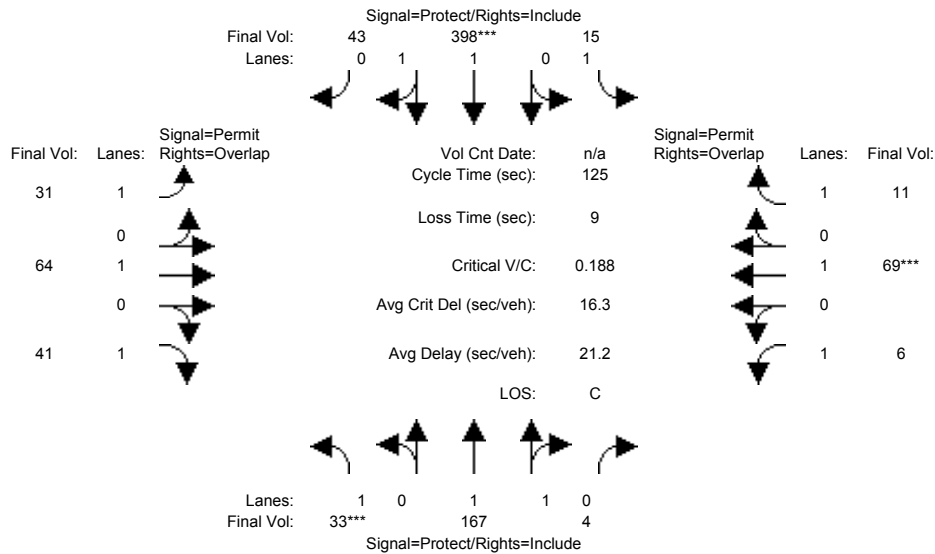 Signal=Protect/Rights=Include
Final Vol: 43 398*** 15
Lanes: 0 1 1 0 1
Signal=Permit Signal=Permit
Final Vol: Lanes: Rights=Overlap Vol Cnt Date: n/a Rights=Overlap Lanes: Final Vol:
Cycle Time (sec): 125
31 1 1 11
Loss Time (sec): 9
0 0
64 1 Critical V/C: 0.188 1 69***
0 Avg Crit Del (sec/veh): 16.3 0
41 1 Avg Delay (sec/veh): 21.2 1 6
LOS: C
Lanes: 1 0 1 1 0
Final Vol: 33*** 167 4
Signal=Protect/Rights=Include